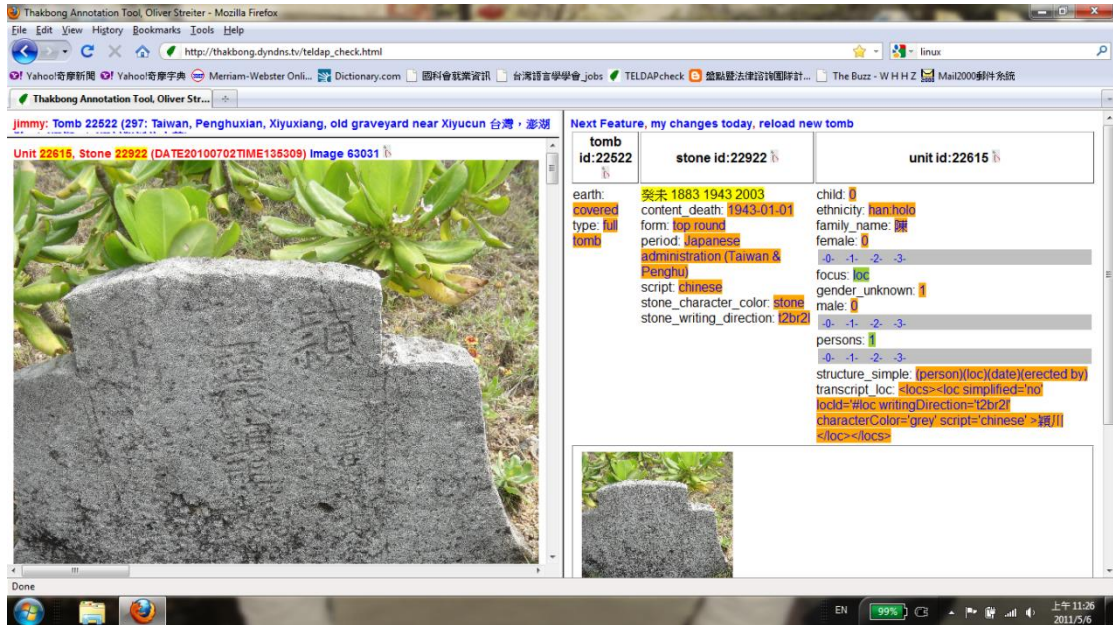 Thakbong Annotation Tool, Oliver Streiter - Mozilla Firefox
File Edit View History Bookmarks Tools Help
http://thakbong.dyndns.tv/teldap_check.html
linux
Yahoo!奇摩新聞 Yahoo!奇摩字典 Merriam-Webster Onli... Dictionary.com 國科會就業資訊 台灣語言學學會_jobs TELDAPcheck 盤點暨法律諮詢團隊計... The Buzz - W H H Z Mail2000郵件系統
Thakbong Annotation Tool, Oliver Str...
jimmy: Tomb 22522 (297: Taiwan, Penghuxian, Xiyuxiang, old graveyard near Xiyucun 台灣，澎湖
Unit 22615, Stone 22922 (DATE20100702TIME135309) Image 63031
Next Feature, my changes today, reload new tomb
tomb id:22522
stone id:22922
unit id:22615
earth: covered
type: full tomb
癸未 1883 1943 2003
content_death: 1943-01-01
form: top round
period: Japanese administration (Taiwan & Penghu)
script: chinese
stone_character_color: stone
stone_writing_direction: t2br2l
child: 0
ethnicity: han:holo
family_name: 陳
female: 0
-0- -1- -2- -3-
focus: loc
gender_unknown: 1
male: 0
-0- -1- -2- -3-
persons: 1
-0- -1- -2- -3-
structure_simple: (person)(loc)(date)(erected by)
transcript_loc: <locs><loc simplified='no'
locId='#loc writingDirection='t2br2l'
characterColor='grey' script='chinese' >穎川
</loc></locs>
Done
EN
99%
上午 11:26
2011/5/6